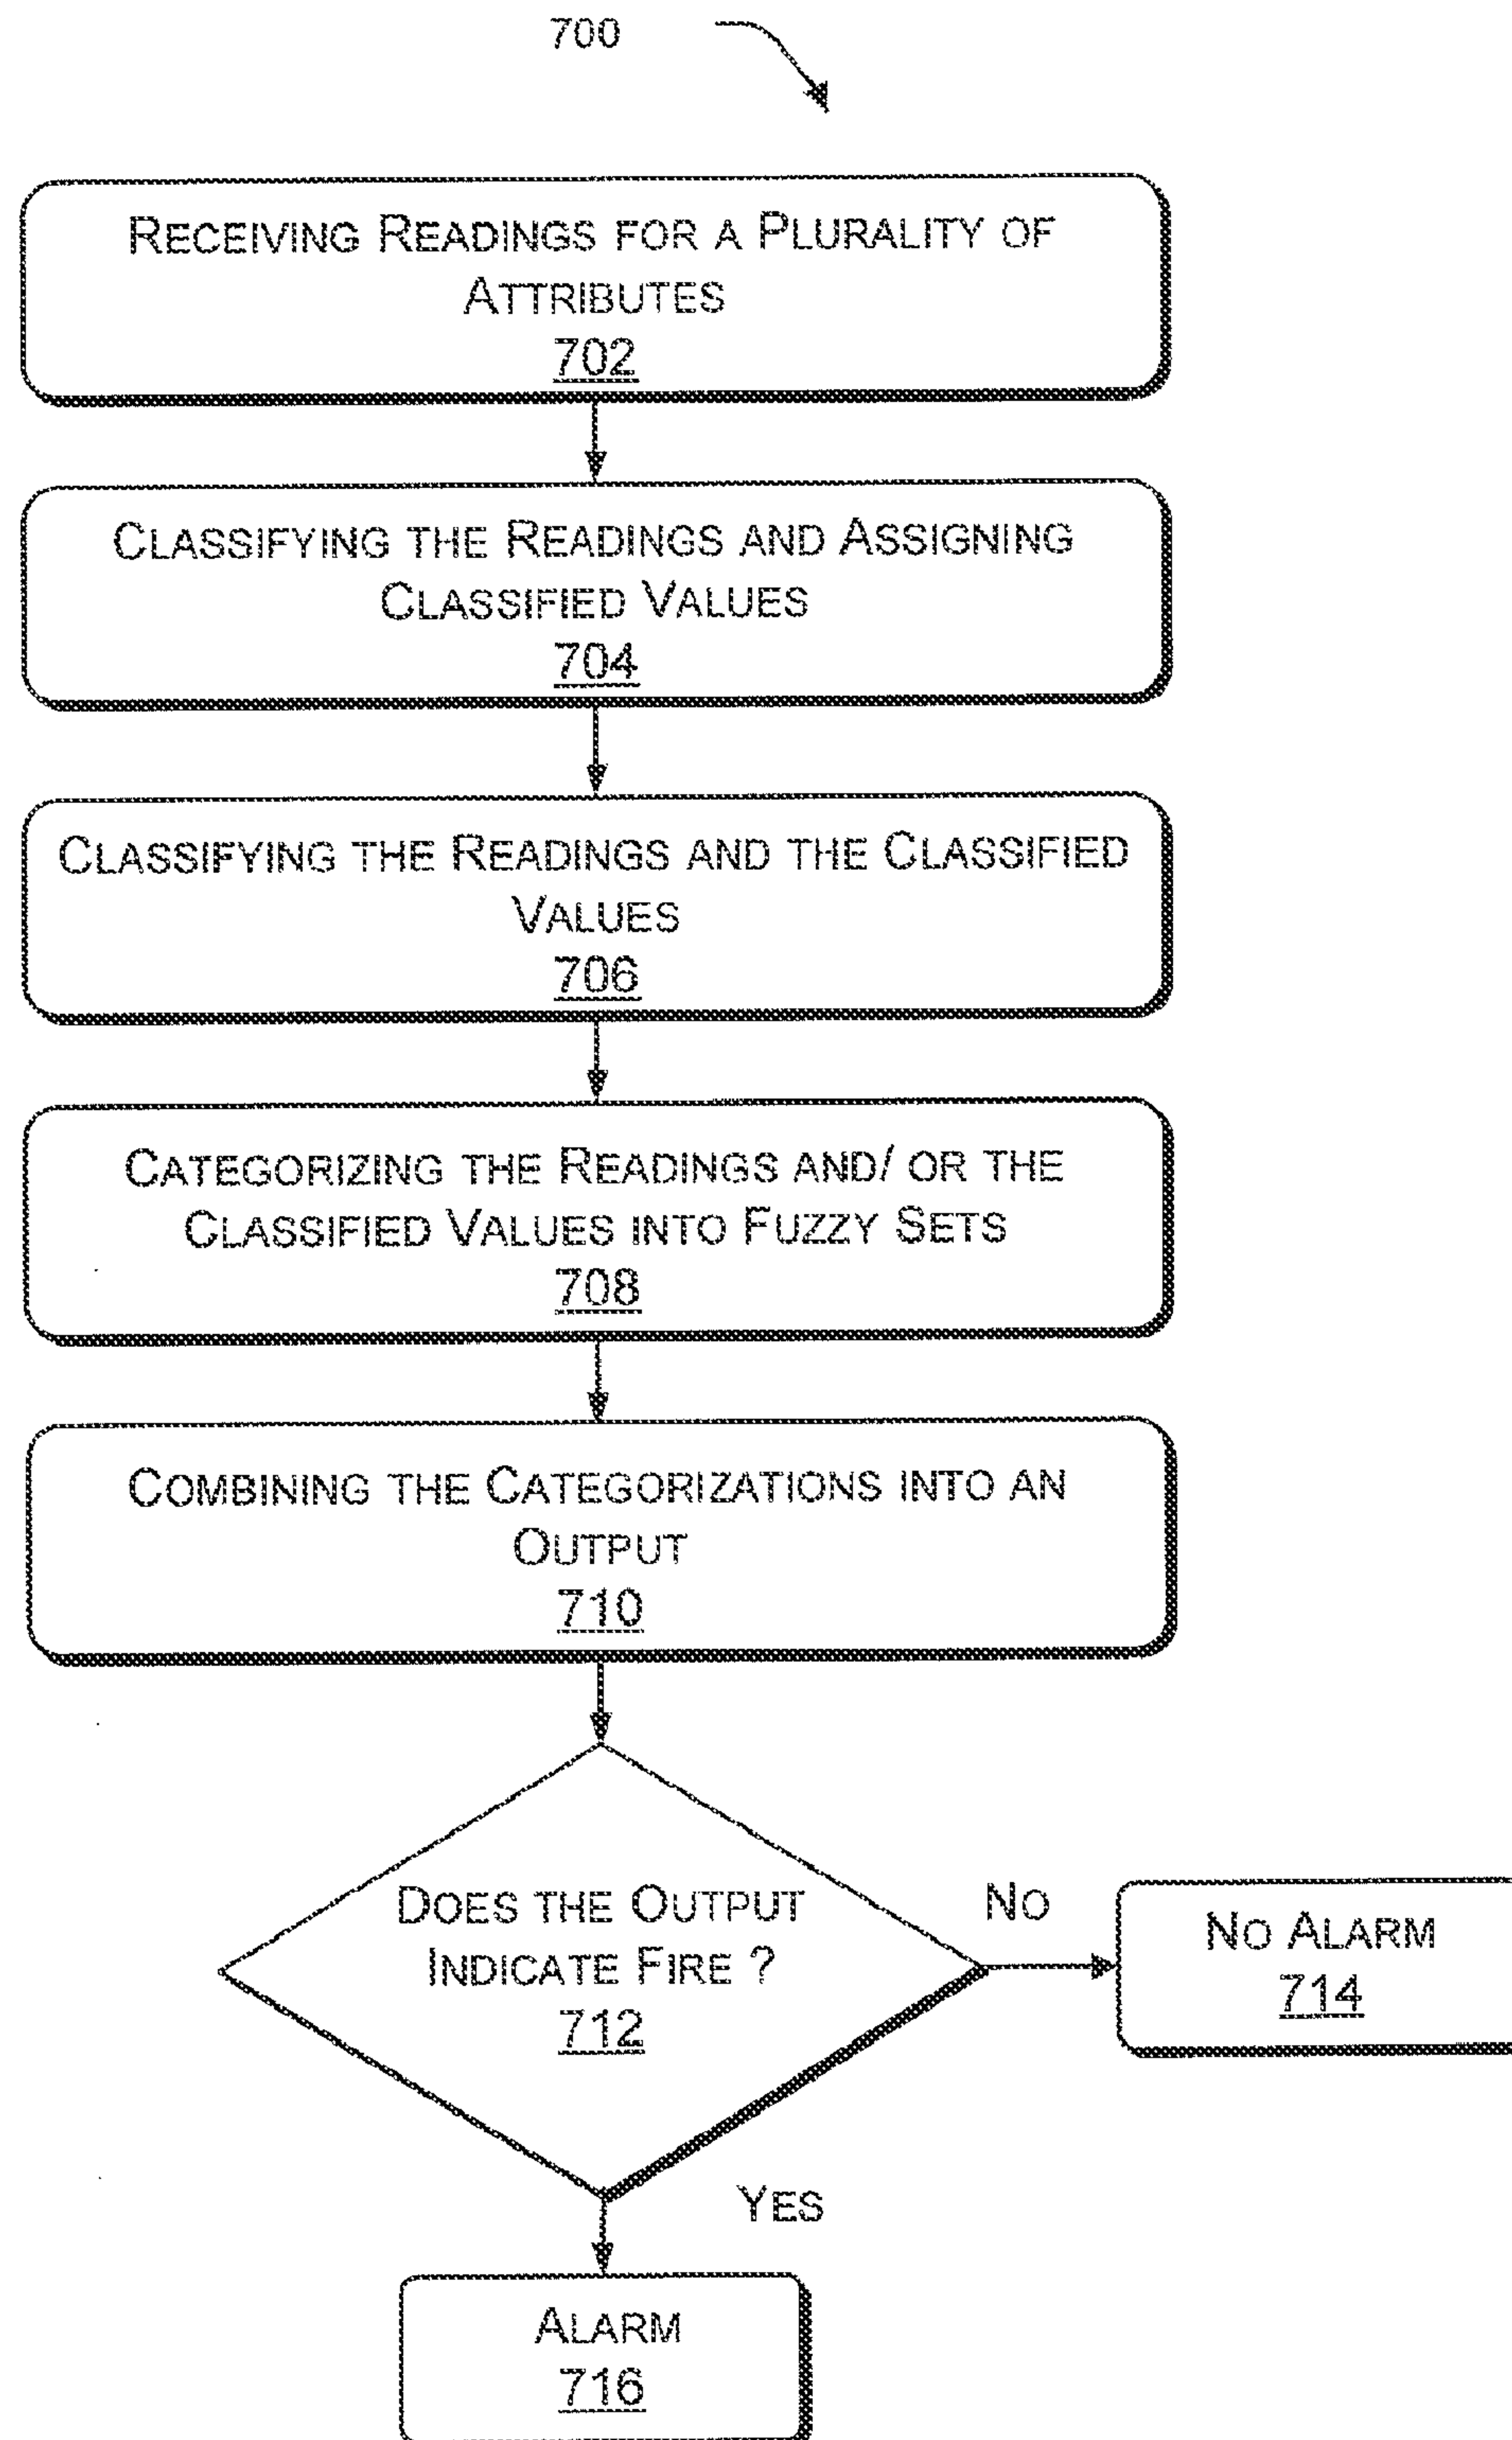 700
RECEIVING READINGS FOR A PLURALITY OF
ATTRIBUTES
702
CLASSIFYING THE READINGS AND ASSIGNING
CLASSIFIED VALUES
704
CLASSIFYING THE READINGS AND THE CLASSIFIED
VALUES
706
CATEGORIZING THE READINGS AND/ OR THE
CLASSIFIED VALUES INTO FUZZY SETS
708
COMBINING THE CATEGORIZATIONS INTO AN
OUTPUT
710
DOES THE OUTPUT
INDICATE FIRE ?
712
NO
NO ALARM
714
YES
ALARM
716